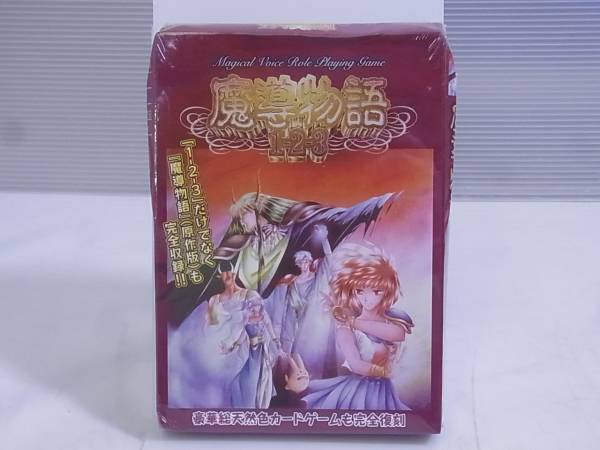 Magical Voice Role Playing Game
魔導物語
1-2-3
『1-2-3』だけでなく
『魔導物語』(原作版)も
完全収録!!
豪華総天然色カードゲームも完全復刻